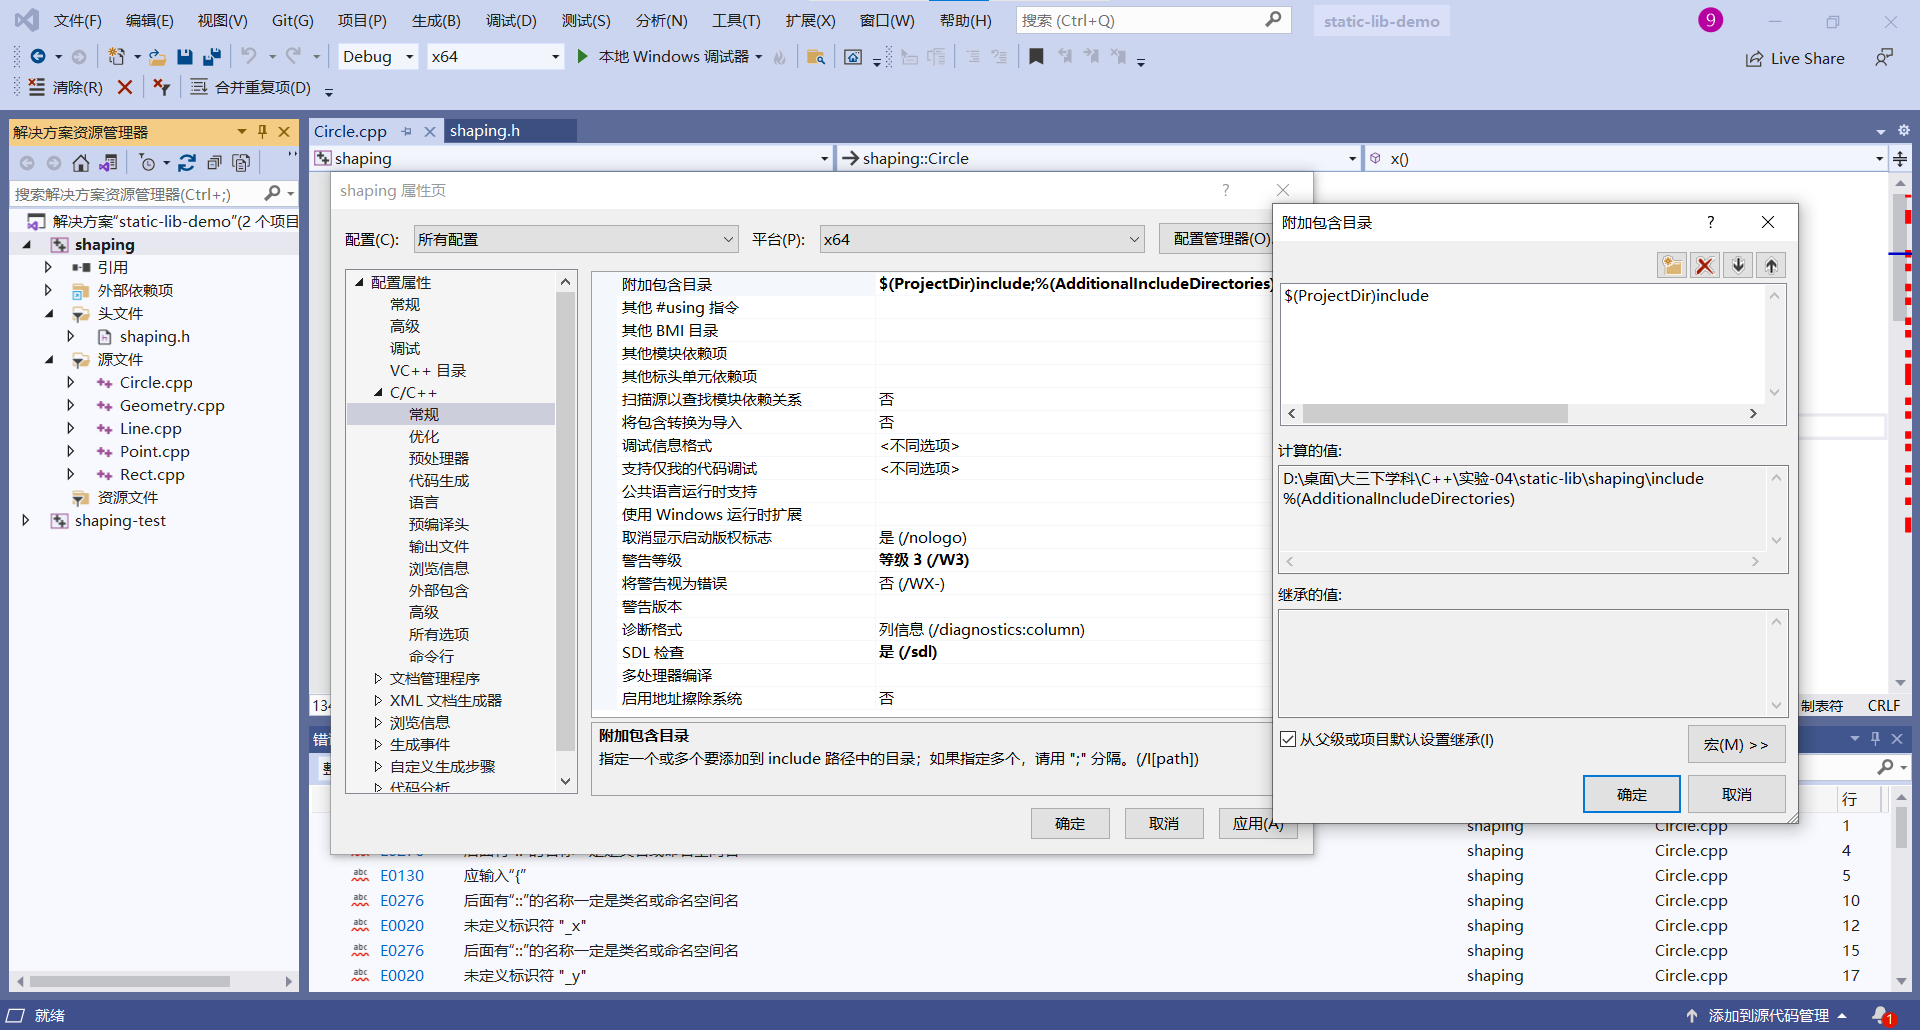 文件(F) 编辑(E) 视图(V) Git(G) 项目(P) 生成(B) 调试(D) 测试(S) 分析(N) 工具(T) 扩展(X) 窗口(W) 帮助(H) 搜索 (Ctrl+Q) static-lib-demo 9
Debug x64 本地 Windows 调试器 Live Share
清除(R) 合并重复项(D)
解决方案资源管理器
搜索解决方案资源管理器(Ctrl+;)
解决方案"static-lib-demo"(2 个项目
shaping
引用
外部依赖项
头文件
shaping.h
源文件
Circle.cpp
Geometry.cpp
Line.cpp
Point.cpp
Rect.cpp
资源文件
shaping-test
Circle.cpp shaping.h
shaping shaping::Circle x()
shaping 属性页 ?
配置(C): 所有配置 平台(P): x64 配置管理器(O)
配置属性
常规
高级
调试
VC++ 目录
C/C++
常规
优化
预处理器
代码生成
语言
预编译头
输出文件
浏览信息
外部包含
高级
所有选项
命令行
文档管理程序
XML 文档生成器
浏览信息
生成事件
自定义生成步骤
代码分析
附加包含目录 $(ProjectDir)include;%(AdditionalIncludeDirectories)
其他 #using 指令
其他 BMI 目录
其他模块依赖项
其他标头单元依赖项
扫描源以查找模块依赖关系 否
将包含转换为导入 否
调试信息格式 <不同选项>
支持仅我的代码调试 <不同选项>
公共语言运行时支持
使用 Windows 运行时扩展
取消显示启动版权标志 是 (/nologo)
警告等级 等级 3 (/W3)
将警告视为错误 否 (/WX-)
警告版本
诊断格式 列信息 (/diagnostics:column)
SDL 检查 是 (/sdl)
多处理器编译
启用地址擦除系统 否
附加包含目录
指定一个或多个要添加到 include 路径中的目录；如果指定多个，请用 ";" 分隔。(/I[path])
确定 取消 应用(A)
附加包含目录 ?
$(ProjectDir)include
计算的值:
D:\桌面\大三下学科\C++\实验-04\static-lib\shaping\include
%(AdditionalIncludeDirectories)
继承的值:
从父级或项目默认设置继承(I)
宏(M) >>
确定 取消
134 制表符 CRLF
行
shaping Circle.cpp 1
E0276 后面有"::"的名称一定是类名或命名空间名 shaping Circle.cpp 4
E0130 应输入"{" shaping Circle.cpp 5
E0276 后面有"::"的名称一定是类名或命名空间名 shaping Circle.cpp 10
E0020 未定义标识符 "_x" shaping Circle.cpp 12
E0276 后面有"::"的名称一定是类名或命名空间名 shaping Circle.cpp 15
E0020 未定义标识符 "_y" shaping Circle.cpp 17
就绪 添加到源代码管理 1